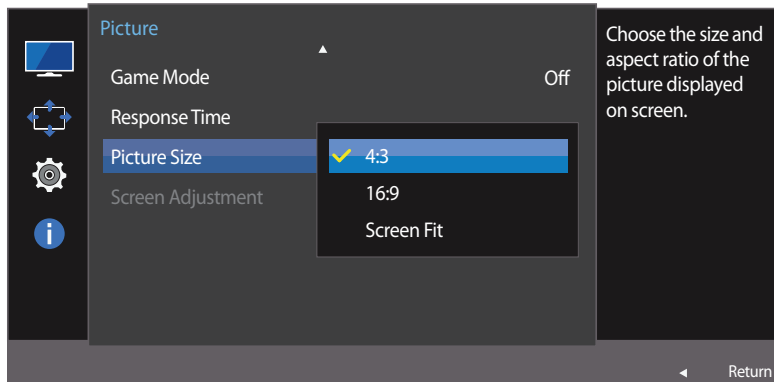 Picture
Game Mode Off
Response Time
Picture Size
4:3
16:9
Screen Adjustment
Screen Fit
Choose the size and
aspect ratio of the
picture displayed
on screen.
Return